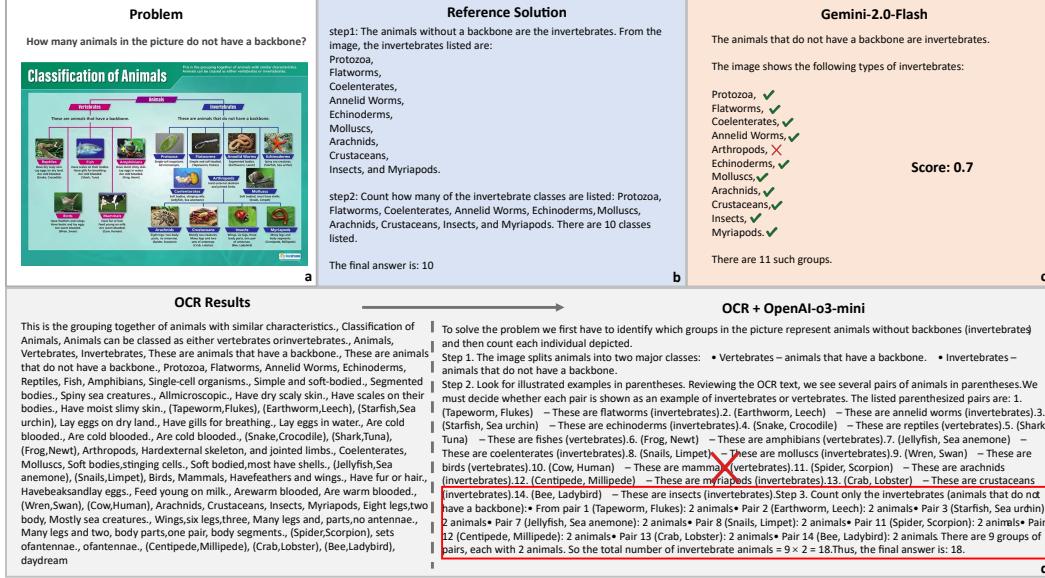 Problem
How many animals in the picture do not have a backbone?
Classification of Animals
This is the grouping together of animals with similar characteristics.
Animals can be classed as either vertebrates or invertebrates.
Animals
Vertebrates
Invertebrates
These are animals that have a backbone.
These are animals that do not have a backbone.
Reptiles
Fish
Amphibians
Protozoa
Flatworms
Annelid Worms
Echinoderms
Coelenterates
Arthropods
Molluscs
Birds
Mammals
Arachnids
Crustaceans
Insects
Myriapods
a
Reference Solution
step1: The animals without a backbone are the invertebrates. From the
image, the invertebrates listed are:
Protozoa,
Flatworms,
Coelenterates,
Annelid Worms,
Echinoderms,
Molluscs,
Arachnids,
Crustaceans,
Insects, and Myriapods.
step2: Count how many of the invertebrate classes are listed: Protozoa,
Flatworms, Coelenterates, Annelid Worms, Echinoderms,Molluscs,
Arachnids, Crustaceans, Insects, and Myriapods. There are 10 classes
listed.
The final answer is: 10
b
Gemini-2.0-Flash
The animals that do not have a backbone are invertebrates.
The image shows the following types of invertebrates:
Protozoa,
Flatworms,
Coelenterates,
Annelid Worms,
Arthropods,
Echinoderms,
Molluscs,
Arachnids,
Crustaceans,
Insects,
Myriapods.
Score: 0.7
There are 11 such groups.
OCR Results
This is the grouping together of animals with similar characteristics., Classification of
Animals, Animals can be classed as either vertebrates orinvertebrates., Animals,
Vertebrates, Invertebrates, These are animals that have a backbone., These are animals
that do not have a backbone., Protozoa, Flatworms, Annelid Worms, Echinoderms,
Reptiles, Fish, Amphibians, Single-cell organisms., Simple and soft-bodied., Segmented
bodies., Spiny sea creatures., Allmicroscopic., Have dry scaly skin., Have scales on their
bodies., Have moist slimy skin., (Tapeworm,Flukes), (Earthworm,Leech), (Starfish,Sea
urchin), Lay eggs on dry land., Have gills for breathing., Lay eggs in water., Are cold
blooded., Are cold blooded., Are cold blooded., (Snake,Crocodile), (Shark,Tuna),
(Frog,Newt), Arthropods, Hardexternal skeleton, and jointed limbs., Coelenterates,
Molluscs, Soft bodies,stinging cells., Soft bodied,most have shells., (Jellyfish,Sea
anemone), (Snails,Limpet), Birds, Mammals, Havefeathers and wings., Have fur or hair.,
Havebeaksandlay eggs., Feed young on milk., Arewarm blooded, Are warm blooded.,
(Wren,Swan), (Cow,Human), Arachnids, Crustaceans, Insects, Myriapods, Eight legs,two
body, Mostly sea creatures., Wings,six legs,three, Many legs and, parts,no antennae.,
Many legs and two, body parts,one pair, body segments., (Spider,Scorpion), sets
ofantennae., ofantennae., (Centipede,Millipede), (Crab,Lobster), (Bee,Ladybird),
daydream
OCR + OpenAI-o3-mini
To solve the problem we first have to identify which groups in the picture represent animals without backbones (invertebrates)
and then count each individual depicted.
Step 1. The image splits animals into two major classes: • Vertebrates – animals that have a backbone. • Invertebrates –
animals that do not have a backbone.
Step 2. Look for illustrated examples in parentheses. Reviewing the OCR text, we see several pairs of animals in parentheses.We
must decide whether each pair is shown as an example of invertebrates or vertebrates. The listed parenthesized pairs are: 1.
(Tapeworm, Flukes) – These are flatworms (invertebrates).2. (Earthworm, Leech) – These are annelid worms (invertebrates).3.
(Starfish, Sea urchin) – These are echinoderms (invertebrates).4. (Snake, Crocodile) – These are reptiles (vertebrates).5. (Shark
Tuna) – These are fishes (vertebrates).6. (Frog, Newt) – These are amphibians (vertebrates).7. (Jellyfish, Sea anemone) –
These are coelenterates (invertebrates).8. (Snails, Limpet) – These are molluscs (invertebrates).9. (Wren, Swan) – These are
birds (vertebrates).10. (Cow, Human) – These are mammals (vertebrates).11. (Spider, Scorpion) – These are arachnids
(invertebrates).12. (Centipede, Millipede) – These are myriapods (invertebrates).13. (Crab, Lobster) – These are crustaceans
(invertebrates).14. (Bee, Ladybird) – These are insects (invertebrates).Step 3. Count only the invertebrates (animals that do not
have a backbone):• From pair 1 (Tapeworm, Flukes): 2 animals• Pair 2 (Earthworm, Leech): 2 animals• Pair 3 (Starfish, Sea urchin)
2 animals• Pair 7 (Jellyfish, Sea anemone): 2 animals• Pair 8 (Snails, Limpet): 2 animals• Pair 11 (Spider, Scorpion): 2 animals• Pair
12 (Centipede, Millipede): 2 animals• Pair 13 (Crab, Lobster): 2 animals• Pair 14 (Bee, Ladybird): 2 animals. There are 9 groups of
pairs, each with 2 animals. So the total number of invertebrate animals = 9 × 2 = 18.Thus, the final answer is: 18.